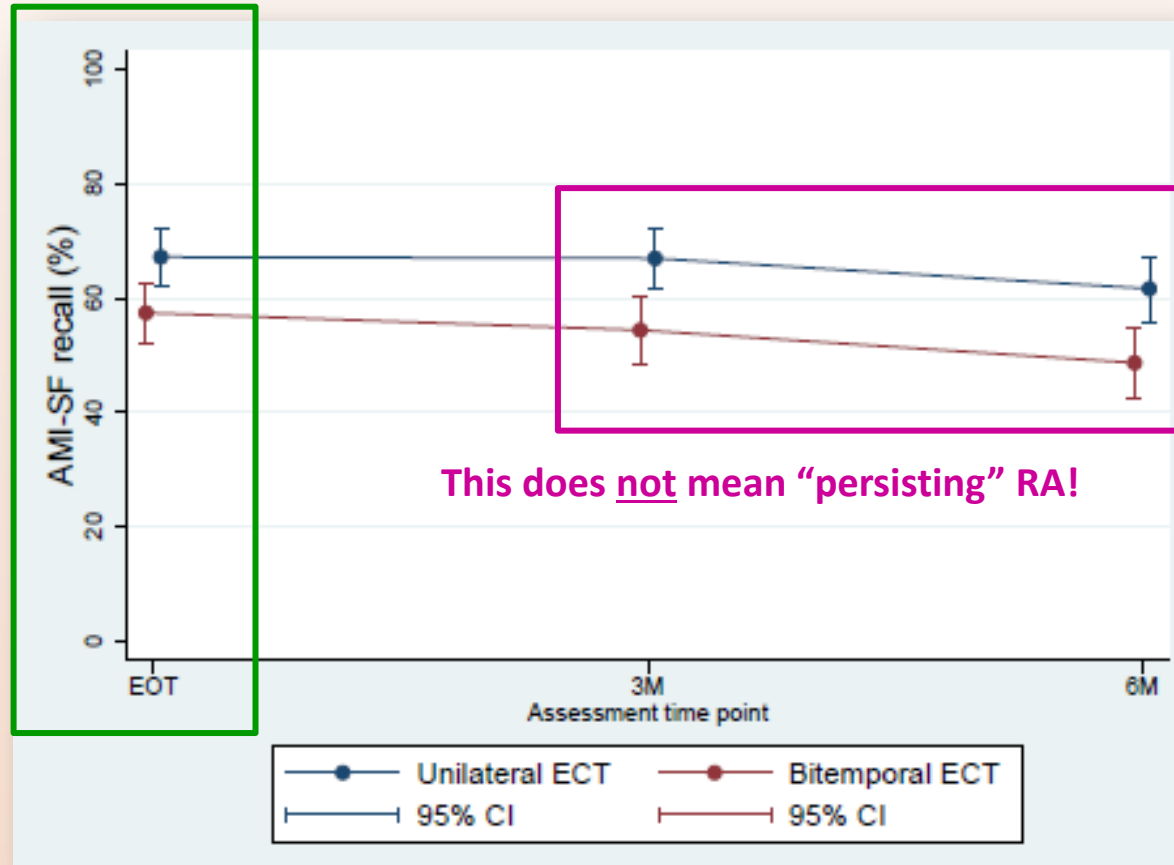 100
80
60
40
20
0
AMI-SF recall (%)
This does not mean “persisting” RA!
EOT 3M 6M
Assessment time point
Unilateral ECT Bitemporal ECT
95% CI 95% CI